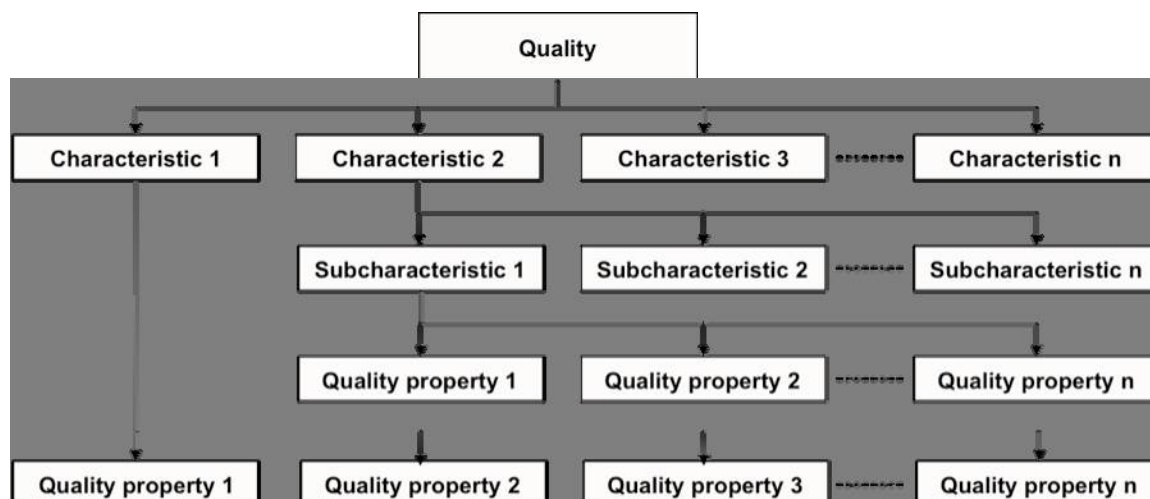 Quality
Characteristic 1 Characteristic 2 Characteristic 3 Characteristic n
Subcharacteristic 1 Subcharacteristic 2 Subcharacteristic n
Quality property 1 Quality property 2 Quality property n
Quality property 1 Quality property 2 Quality property 3 Quality property n